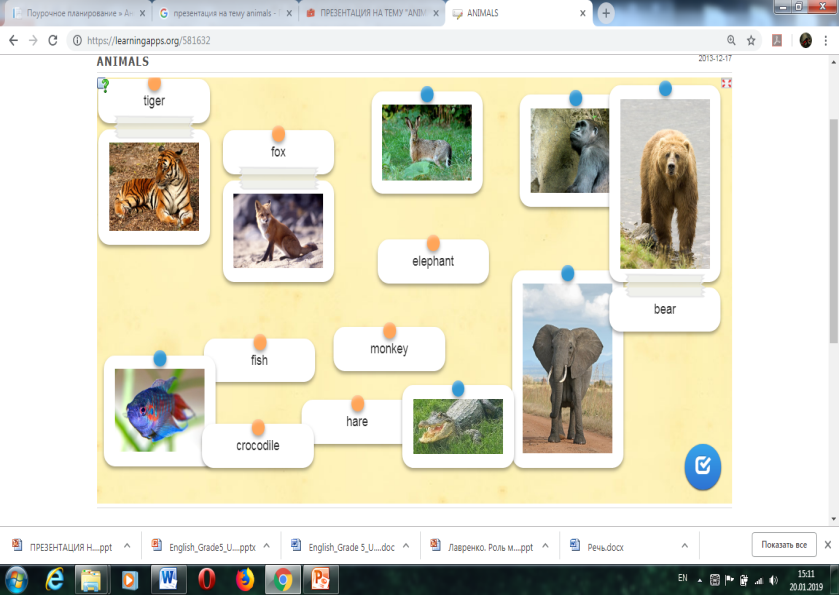 Поурочное планирование » Ан
презентация на тему animals - П
ПРЕЗЕНТАЦИЯ НА ТЕМУ "ANIM
ANIMALS
https://learningapps.org/581632
ANIMALS
2013-12-17
tiger
fox
elephant
bear
monkey
fish
hare
crocodile
ПРЕЗЕНТАЦИЯ Н....ppt
English_Grade5_U....pptx
English_Grade 5_U....doc
Лавренко. Роль м....ppt
Речь.docx
Показать все
EN
15:11
20.01.2019